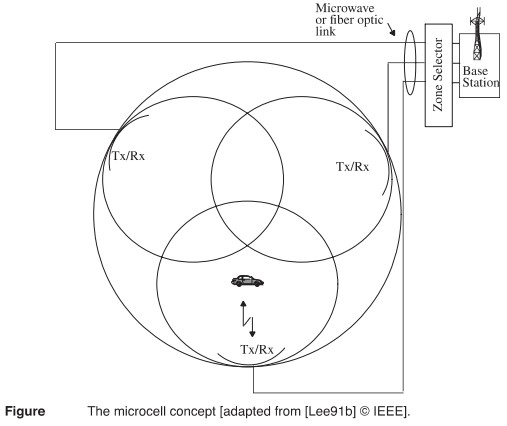 Microwave
or fiber optic
link
Zone Selector
Base
Station
Tx/Rx
Tx/Rx
Tx/Rx
Figure The microcell concept [adapted from [Lee91b] © IEEE].